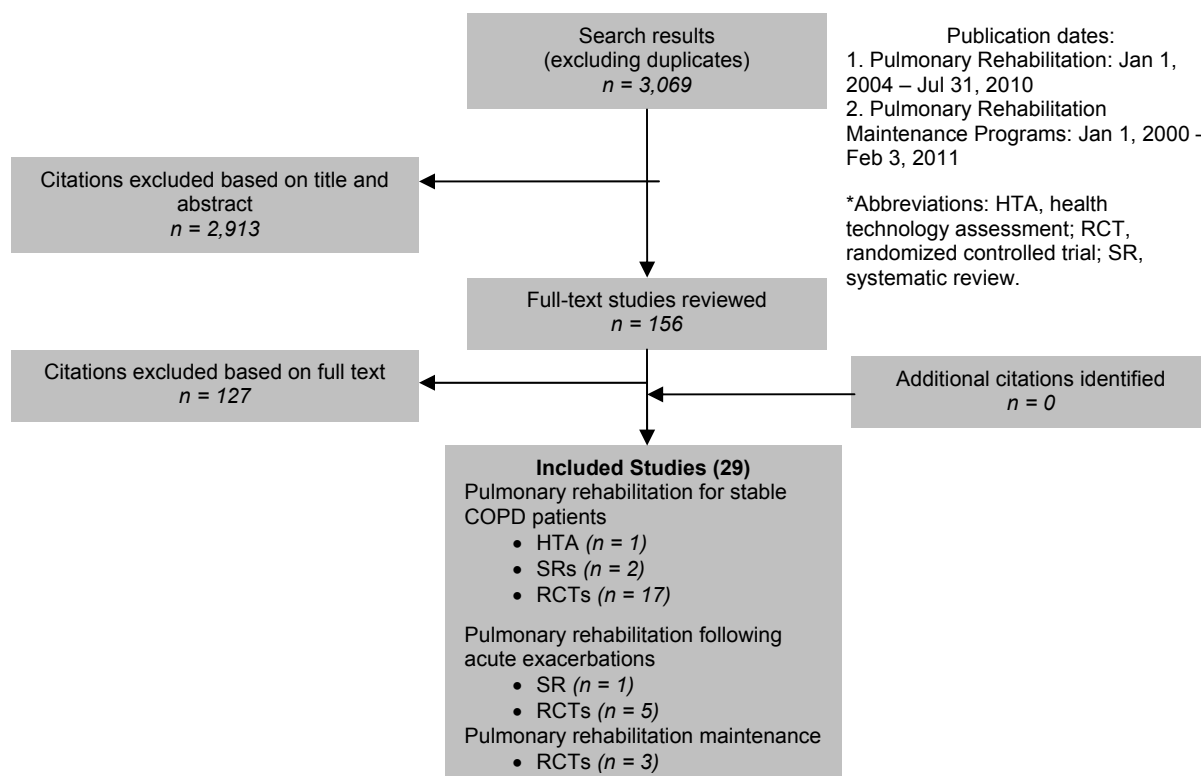 Search results
(excluding duplicates)
n = 3,069
Publication dates:
1. Pulmonary Rehabilitation: Jan 1,
2004 – Jul 31, 2010
2. Pulmonary Rehabilitation
Maintenance Programs: Jan 1, 2000 -
Feb 3, 2011
*Abbreviations: HTA, health
technology assessment; RCT,
randomized controlled trial; SR,
systematic review.
Citations excluded based on title and
abstract
n = 2,913
Full-text studies reviewed
n = 156
Citations excluded based on full text
n = 127
Additional citations identified
n = 0
Included Studies (29)
Pulmonary rehabilitation for stable
COPD patients
• HTA (n = 1)
• SRs (n = 2)
• RCTs (n = 17)
Pulmonary rehabilitation following
acute exacerbations
• SR (n = 1)
• RCTs (n = 5)
Pulmonary rehabilitation maintenance
• RCTs (n = 3)